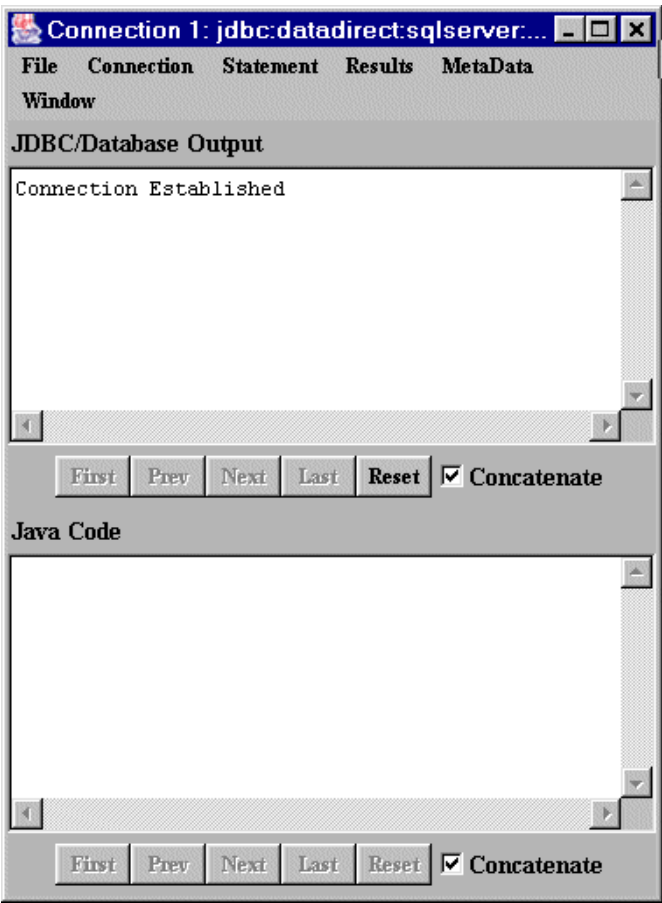 Connection 1: jdbc:datadirect:sqlserver:...
File Connection Statement Results MetaData
Window
JDBC/Database Output
Connection Established
First Prev Next Last Reset Concatenate
Java Code
First Prev Next Last Reset Concatenate